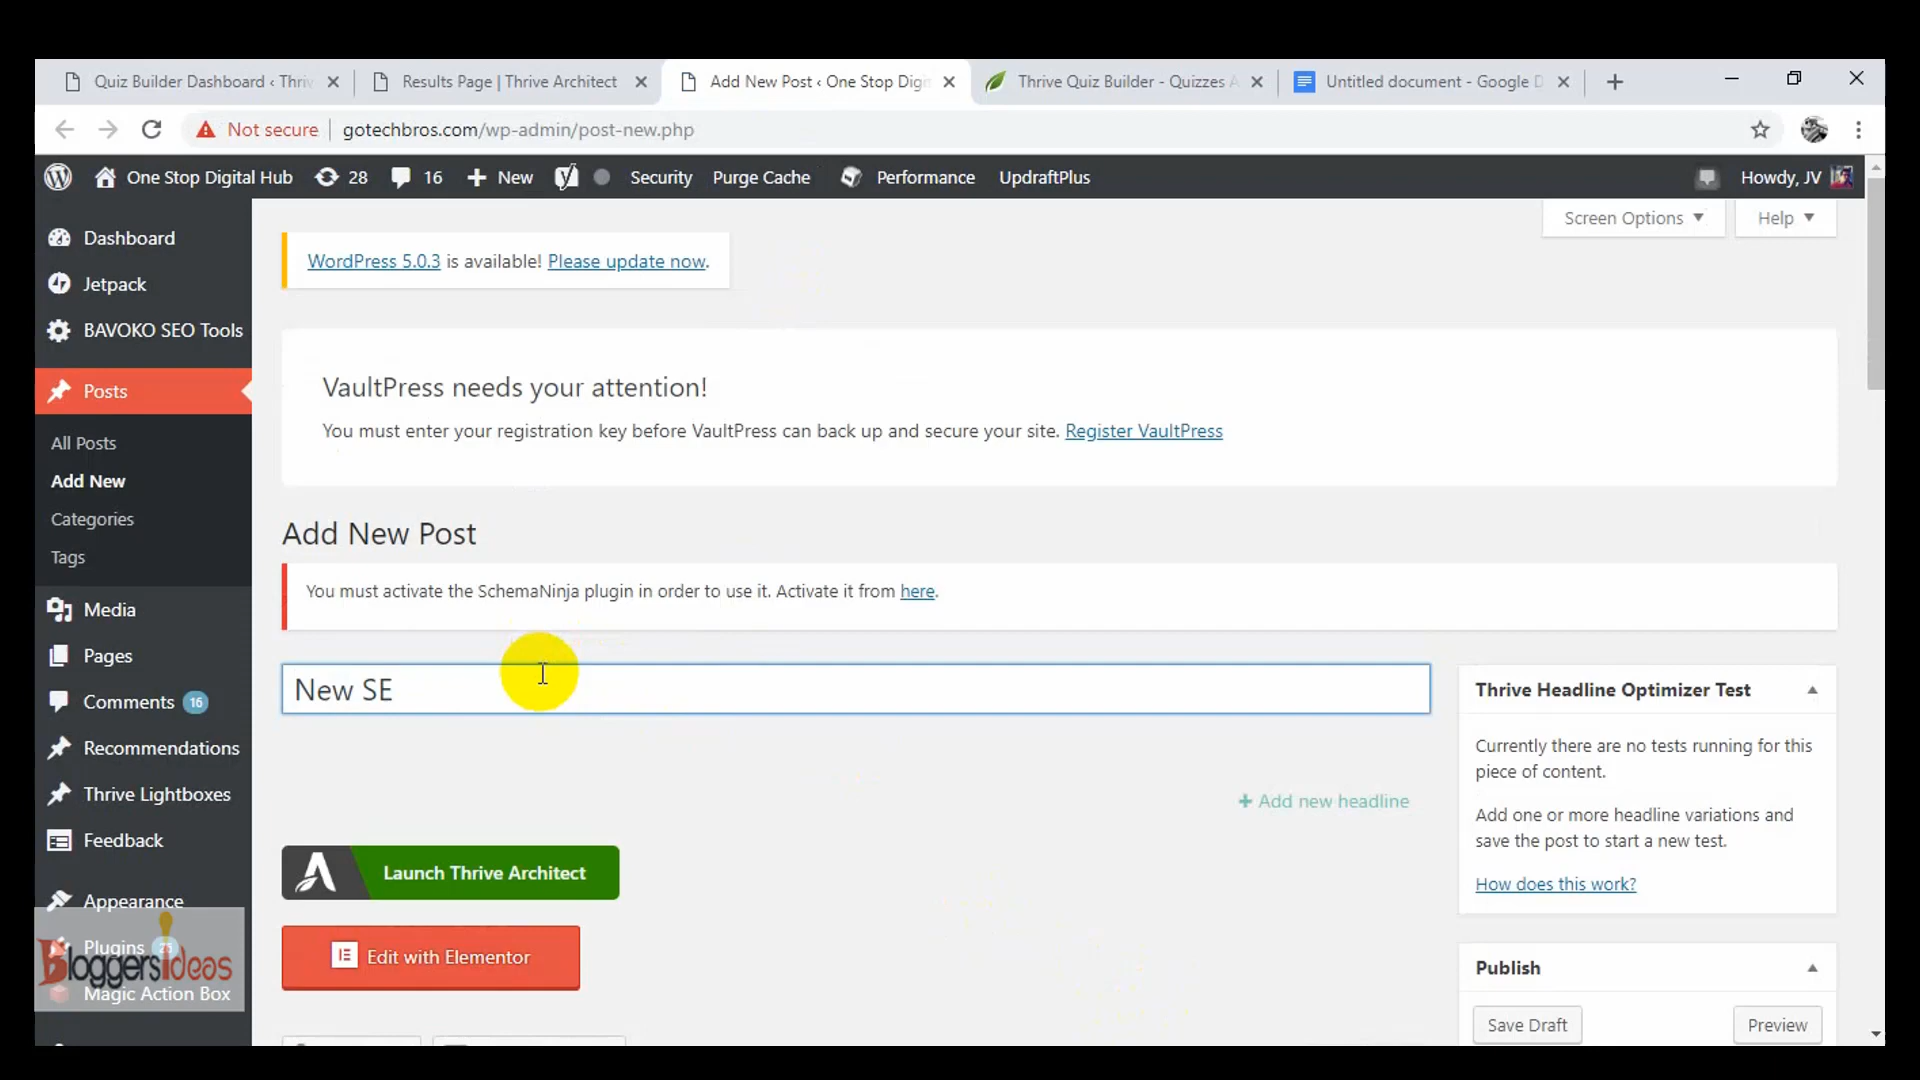 Quiz Builder Dashboard ‹ Thriv
Results Page | Thrive Architect
Add New Post ‹ One Stop Digi
Thrive Quiz Builder - Quizzes A
Untitled document - Google D
Not secure
gotechbros.com/wp-admin/post-new.php
One Stop Digital Hub
28
16
New
Security
Purge Cache
Performance
UpdraftPlus
Howdy, JV
Dashboard
Jetpack
BAVOKO SEO Tools
Posts
All Posts
Add New
Categories
Tags
Media
Pages
Comments 16
Recommendations
Thrive Lightboxes
Feedback
Appearance
Plugins 25
BloggersIdeas
Magic Action Box
Screen Options
Help
WordPress 5.0.3 is available! Please update now.
VaultPress needs your attention!
You must enter your registration key before VaultPress can back up and secure your site. Register VaultPress
Add New Post
You must activate the SchemaNinja plugin in order to use it. Activate it from here.
New SE
+ Add new headline
Launch Thrive Architect
Edit with Elementor
Thrive Headline Optimizer Test
Currently there are no tests running for this
piece of content.
Add one or more headline variations and
save the post to start a new test.
How does this work?
Publish
Save Draft
Preview